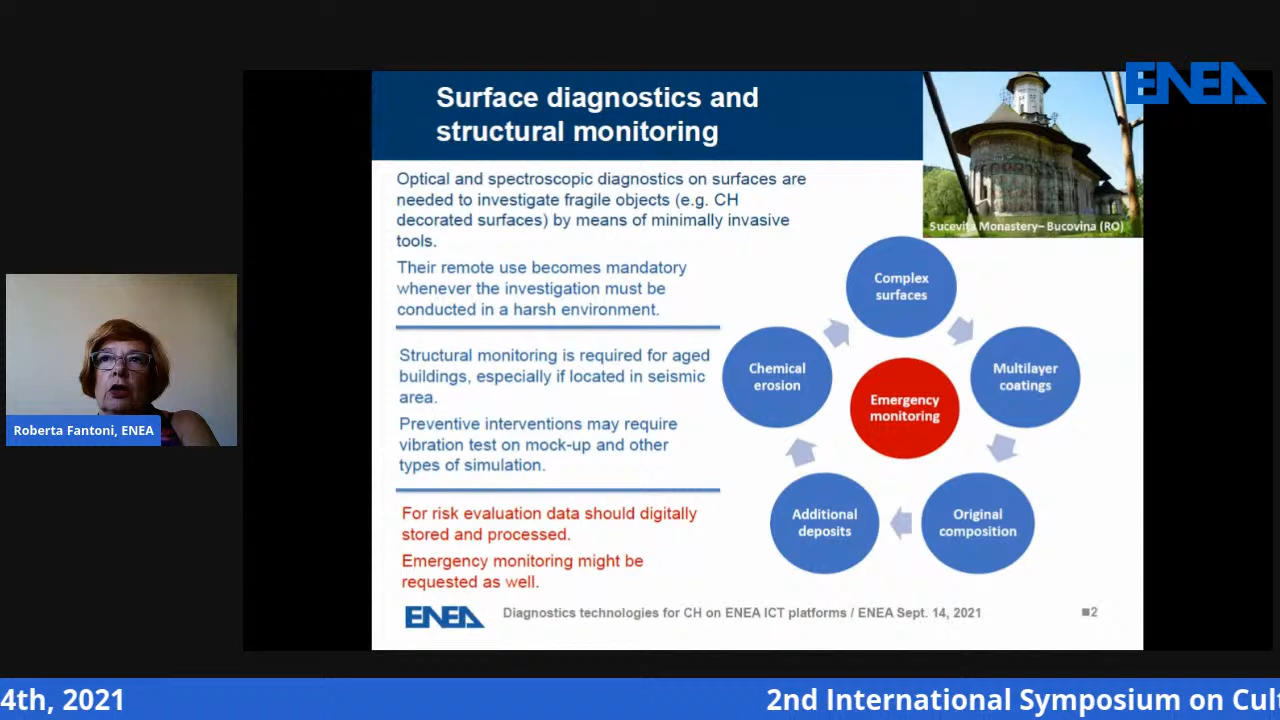 ENEA
Surface diagnostics and
structural monitoring
Optical and spectroscopic diagnostics on surfaces are
needed to investigate fragile objects (e.g. CH
decorated surfaces) by means of minimally invasive
tools.
Their remote use becomes mandatory
whenever the investigation must be
conducted in a harsh environment.
Structural monitoring is required for aged
buildings, especially if located in seismic
area.
Preventive interventions may require
vibration test on mock-up and other
types of simulation.
For risk evaluation data should digitally
stored and processed.
Emergency monitoring might be
requested as well.
Sucevita Monastery– Bucovina (RO)
Complex
surfaces
Multilayer
coatings
Original
composition
Additional
deposits
Chemical
erosion
Emergency
monitoring
ENEA
Diagnostics technologies for CH on ENEA ICT platforms / ENEA Sept. 14, 2021
2
Roberta Fantoni, ENEA
4th, 2021
2nd International Symposium on Cult